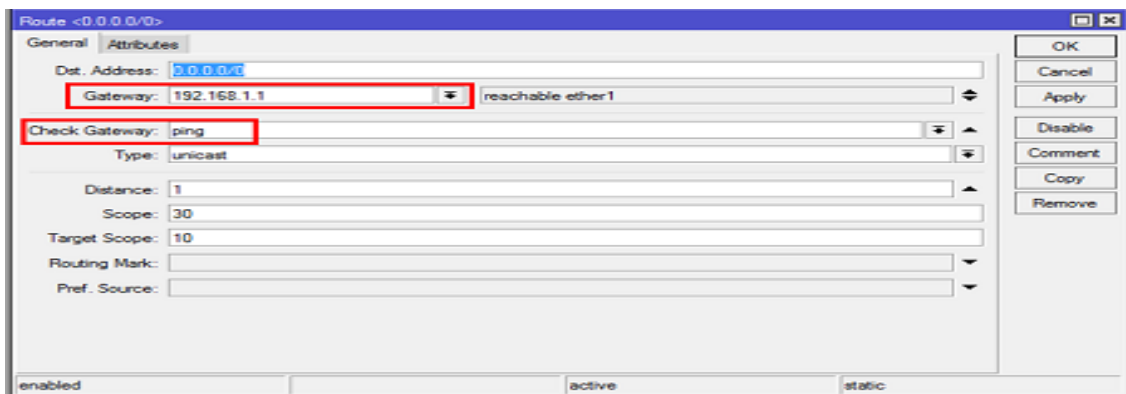 Route <0.0.0.0/0>
General Attributes
Dst. Address: 0.0.0.0/0
Gateway: 192.168.1.1 reachable ether1
Check Gateway: ping
Type: unicast
Distance: 1
Scope: 30
Target Scope: 10
Routing Mark:
Pref. Source:
OK
Cancel
Apply
Disable
Comment
Copy
Remove
enabled active static